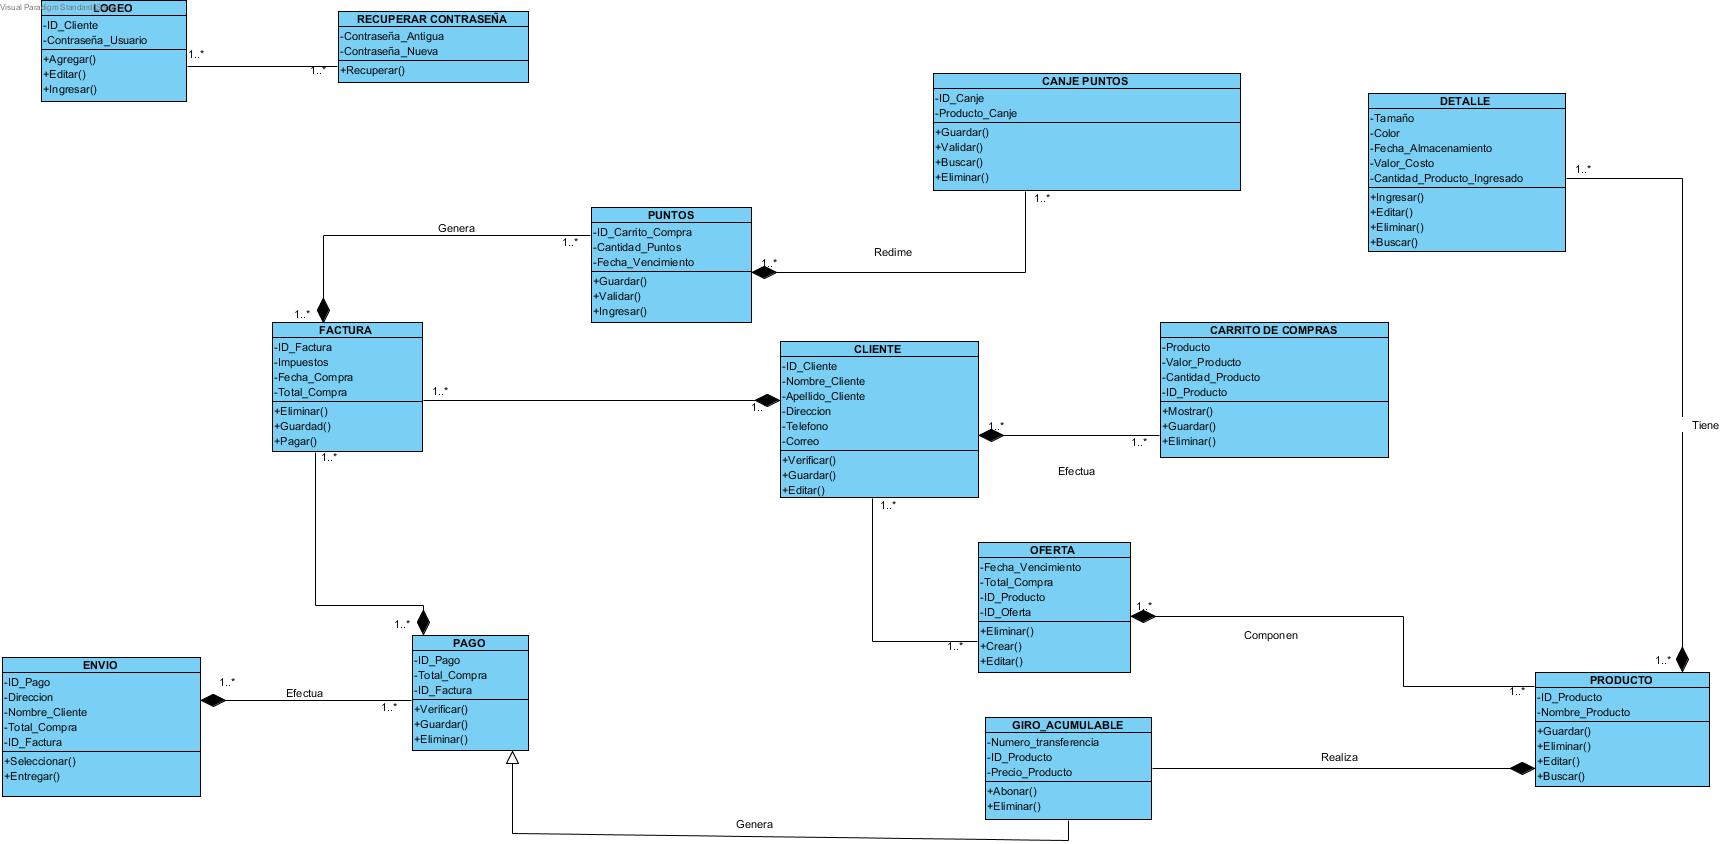 Visual Paradigm Standard
LOGEO
-ID_Cliente
-Contraseña_Usuario
+Agregar()
+Editar()
+Ingresar()
1..*
1..*
RECUPERAR CONTRASEÑA
-Contraseña_Antigua
-Contraseña_Nueva
+Recuperar()
CANJE PUNTOS
-ID_Canje
-Producto_Canje
+Guardar()
+Validar()
+Buscar()
+Eliminar()
1..*
DETALLE
-Tamaño
-Color
-Fecha_Almacenamiento
-Valor_Costo
-Cantidad_Producto_Ingresado
+Ingresar()
+Editar()
+Eliminar()
+Buscar()
1..*
PUNTOS
-ID_Carrito_Compra
-Cantidad_Puntos
-Fecha_Vencimiento
+Guardar()
+Validar()
+Ingresar()
Genera
1..*
1..*
Redime
1..*
FACTURA
-ID_Factura
-Impuestos
-Fecha_Compra
-Total_Compra
+Eliminar()
+Guardad()
+Pagar()
1..*
1..*
1..
CLIENTE
-ID_Cliente
-Nombre_Cliente
-Apellido_Cliente
-Direccion
-Telefono
-Correo
+Verificar()
+Guardar()
+Editar()
1..*
1..*
Efectua
1..*
CARRITO DE COMPRAS
-Producto
-Valor_Producto
-Cantidad_Producto
-ID_Producto
+Mostrar()
+Guardar()
+Eliminar()
Tiene
1..*
OFERTA
-Fecha_Vencimiento
-Total_Compra
-ID_Producto
-ID_Oferta
+Eliminar()
+Crear()
+Editar()
1..*
1..*
Componen
1..*
1..*
PAGO
-ID_Pago
-Total_Compra
-ID_Factura
+Verificar()
+Guardar()
+Eliminar()
1..*
ENVIO
-ID_Pago
-Direccion
-Nombre_Cliente
-Total_Compra
-ID_Factura
+Seleccionar()
+Entregar()
1..*
Efectua
1..*
PRODUCTO
-ID_Producto
-Nombre_Producto
+Guardar()
+Eliminar()
+Editar()
+Buscar()
GIRO_ACUMULABLE
-Numero_transferencia
-ID_Producto
-Precio_Producto
+Abonar()
+Eliminar()
Realiza
Genera